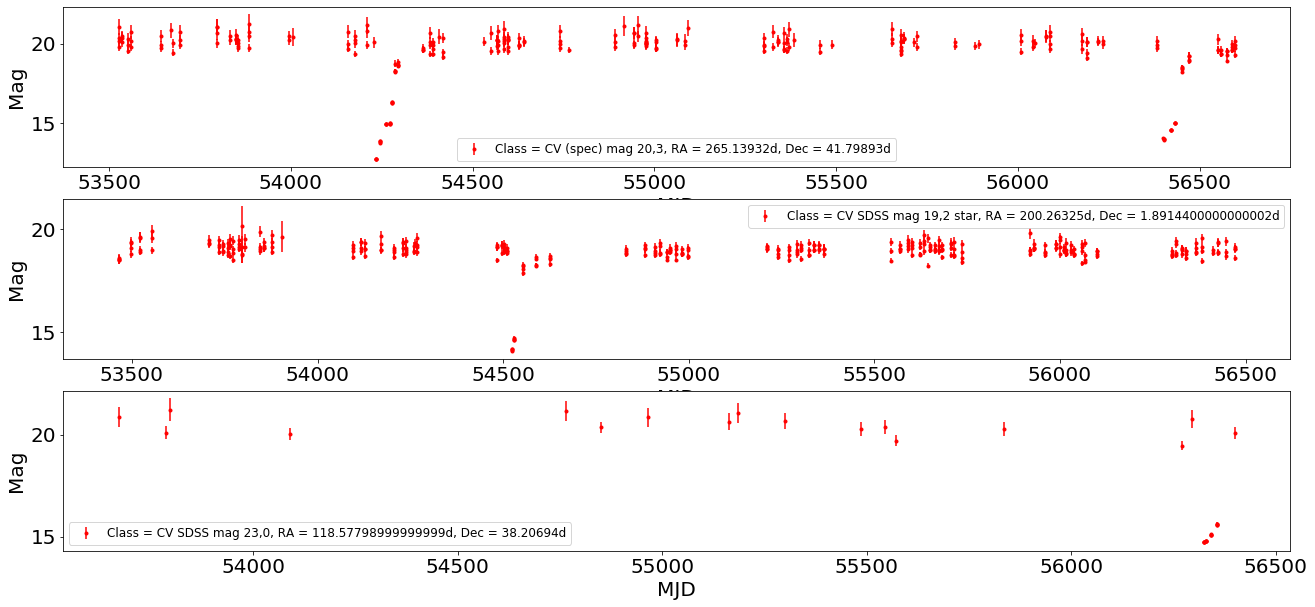 Mag
20
15
Class = CV (spec) mag 20,3, RA = 265.13932d, Dec = 41.79893d
53500 54000 54500 55000 55500 56000 56500
Mag
20
15
Class = CV SDSS mag 19,2 star, RA = 200.26325d, Dec = 1.8914400000000002d
53500 54000 54500 55000 55500 56000 56500
Mag
20
15
Class = CV SDSS mag 23,0, RA = 118.57798999999999d, Dec = 38.20694d
54000 54500 55000 55500 56000 56500
MJD